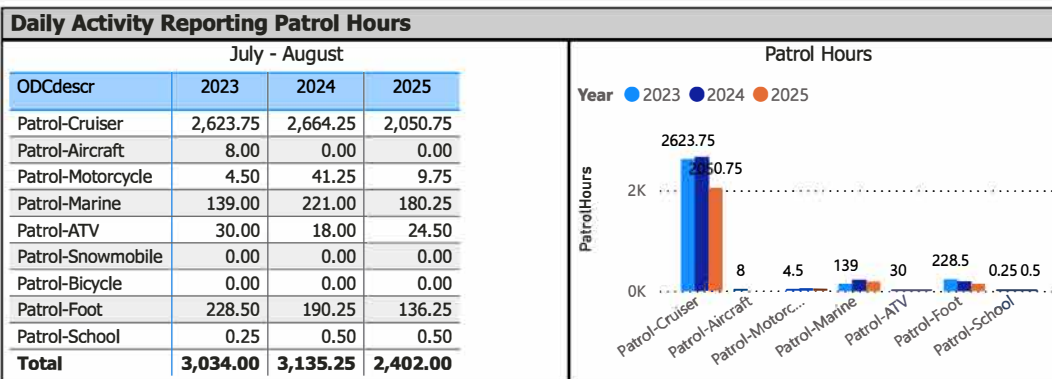 Daily Activity Reporting Patrol Hours
July - August
ODCdescr 2023 2024 2025
Patrol-Cruiser 2,623.75 2,664.25 2,050.75
Patrol-Aircraft 8.00 0.00 0.00
Patrol-Motorcycle 4.50 41.25 9.75
Patrol-Marine 139.00 221.00 180.25
Patrol-ATV 30.00 18.00 24.50
Patrol-Snowmobile 0.00 0.00 0.00
Patrol-Bicycle 0.00 0.00 0.00
Patrol-Foot 228.50 190.25 136.25
Patrol-School 0.25 0.50 0.50
Total 3,034.00 3,135.25 2,402.00
Patrol Hours
Year 2023 2024 2025
PatrolHours
2K
0K
2623.75
2050.75
8
4.5
139
30
228.5
0.25 0.5
Patrol-Cruiser
Patrol-Aircraft
Patrol-Motorc...
Patrol-Marine
Patrol-ATV
Patrol-Foot
Patrol-School